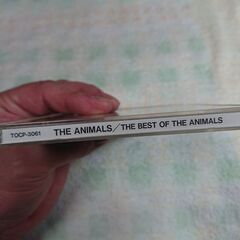 TOCP-3061 THE ANIMALS/THE BEST OF THE ANIMALS